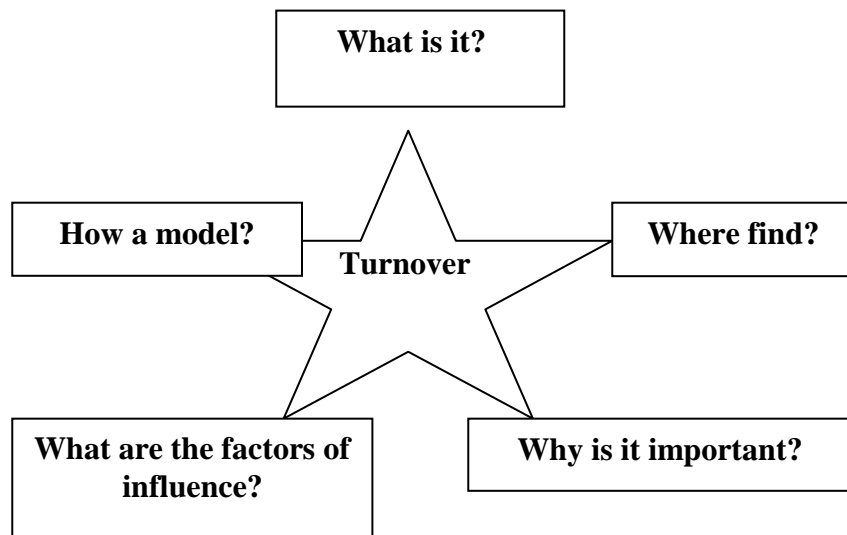 What is it?
How a model?
Where find?
Turnover
What are the factors of
influence?
Why is it important?